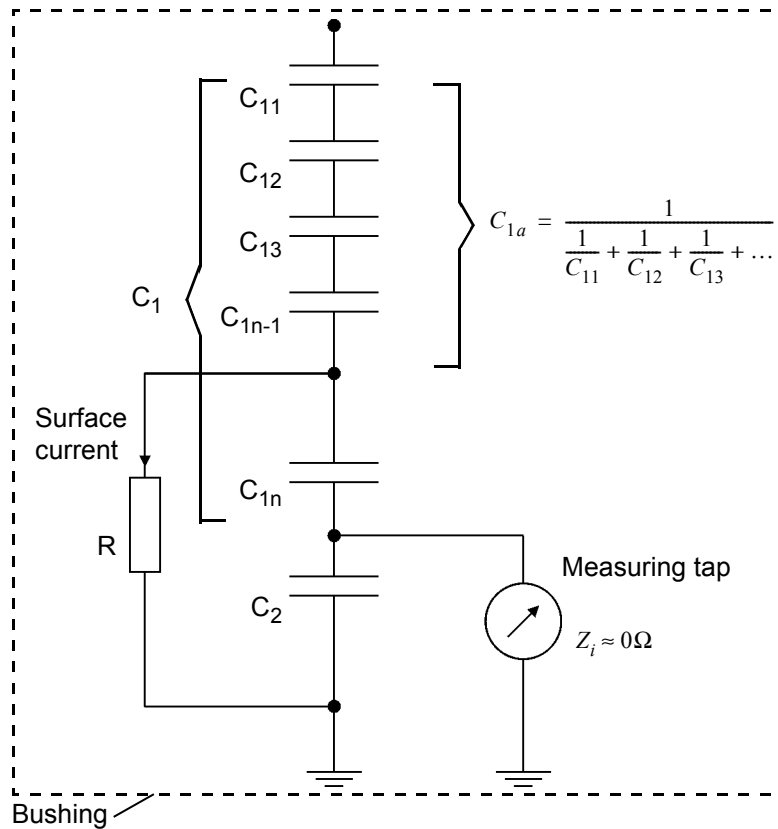 C11
C12
C13
C1n-1
C1
C1a = 1 / (1/C11 + 1/C12 + 1/C13 + …)
Surface
current
R
C1n
C2
Measuring tap
Zi ≈ 0Ω
Bushing